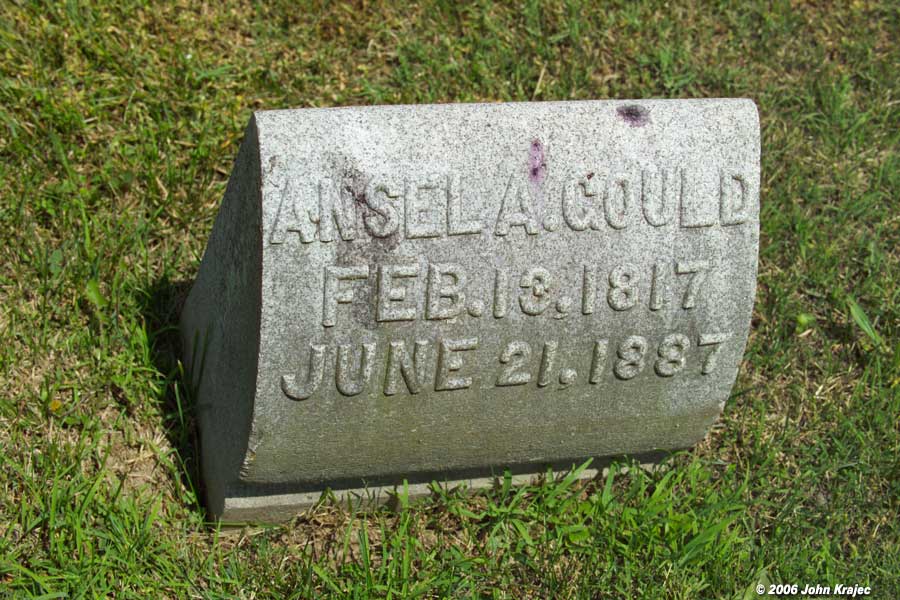 ANSEL A. GOULD
FEB. 13. 1817
JUNE 21. 1887
© 2006 John Krajec